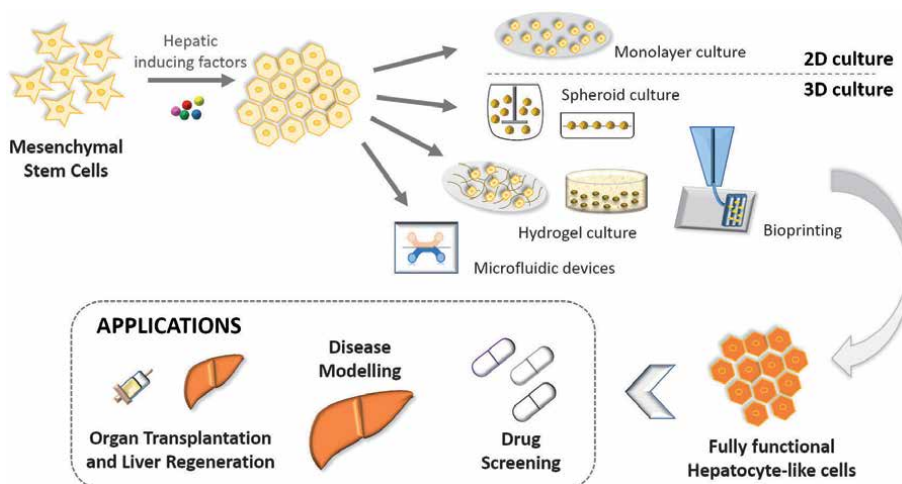 Hepatic
inducing factors
Mesenchymal
Stem Cells
Monolayer culture
2D culture
3D culture
Spheroid culture
Hydrogel culture
Bioprinting
Microfluidic devices
APPLICATIONS
Disease
Modelling
Organ Transplantation
and Liver Regeneration
Drug
Screening
Fully functional
Hepatocyte-like cells